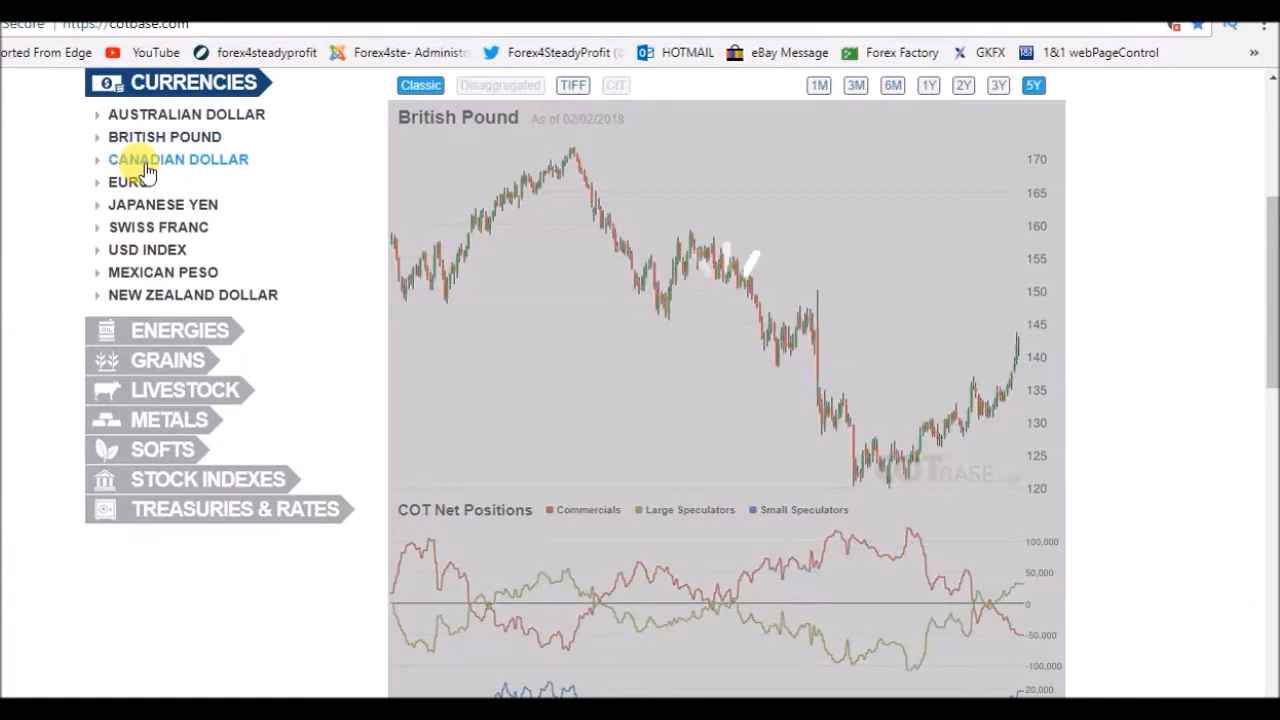 Secure https://cotbase.com
orted From Edge YouTube forex4steadyprofit Forex4ste- Administ Forex4SteadyProfit ( HOTMAIL eBay Message Forex Factory GKFX 1&1 webPageControl »
CURRENCIES
AUSTRALIAN DOLLAR
BRITISH POUND
CANADIAN DOLLAR
EURO
JAPANESE YEN
SWISS FRANC
USD INDEX
MEXICAN PESO
NEW ZEALAND DOLLAR
ENERGIES
GRAINS
LIVESTOCK
METALS
SOFTS
STOCK INDEXES
TREASURIES & RATES
Classic Disaggregated TIFF CIT 1M 3M 6M 1Y 2Y 3Y 5Y
British Pound As of 02/02/2018
170
165
160
155
150
145
140
135
130
125
120
COTBASE.com
COT Net Positions Commercials Large Speculators Small Speculators
100,000
50,000
0
-50,000
-100,000
20,000